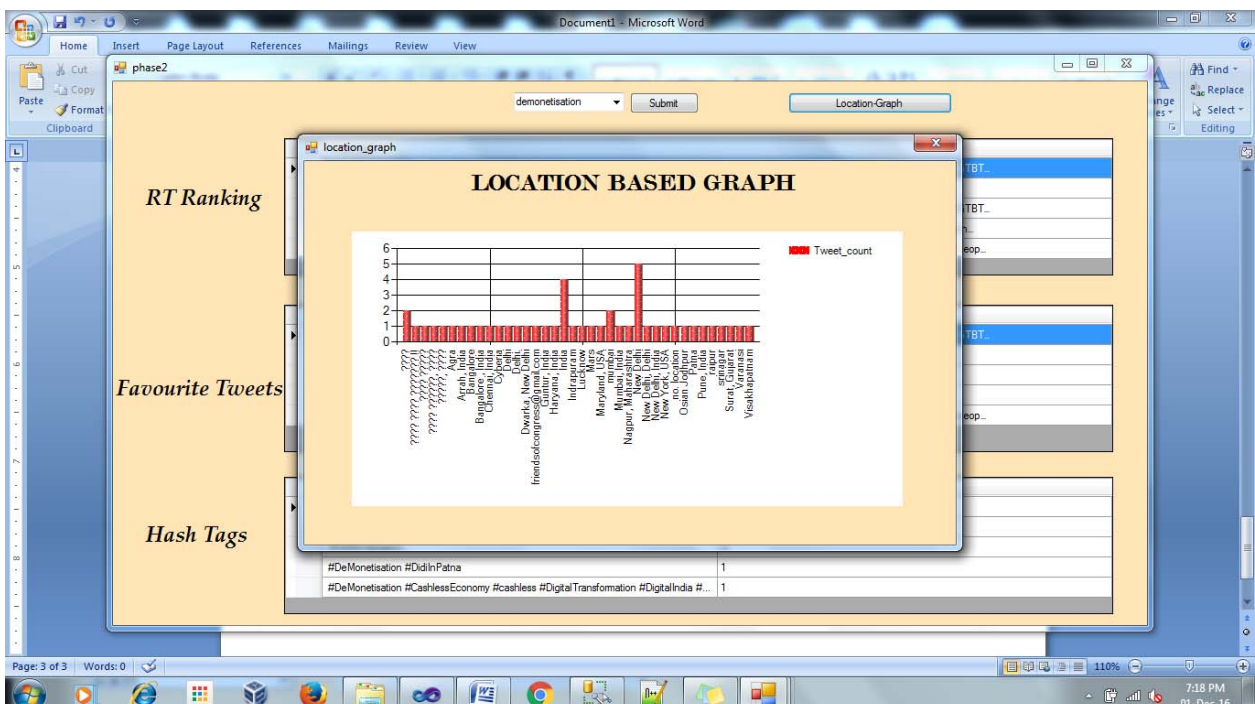 Document1 - Microsoft Word
Home Insert Page Layout References Mailings Review View
Cut
Copy
Paste
Format
Clipboard
Find
Replace
Select
Editing
phase2
demonetisation
Submit
Location-Graph
RT Ranking
Favourite Tweets
Hash Tags
location_graph
LOCATION BASED GRAPH
6
5
4
3
2
1
0
Tweet_count
????
???? ???? ????????? II
???? ?????
???? ??????, ????
?????, Agra
Arrah, India
Bangalore
Bangalore, India
Chennai, India
Cyberia
Delhi
Delhi,
Dwarka, New Delhi
friendsofcongress@gmail.com
Guntur, India
Haryana, India
India
Indrapuram
Lucknow
Mars
Maryland, USA
mumbai
Mumbai, India
Nagpur, Maharashtra
New Delhi
New Delhi, Delhi
New Delhi, India
New York, USA
no. location
Osian Jodhpur
Patna
Pune, India
raipur
srinagar
Surat, Gujarat
Varanasi
Visakhapatnam
#DeMonetisation #DidiInPatna 1
#DeMonetisation #CashlessEconomy #cashless #DigitalTransformation #DigitalIndia #... 1
Page: 3 of 3 Words: 0 110%
7:18 PM
01-Dec-16